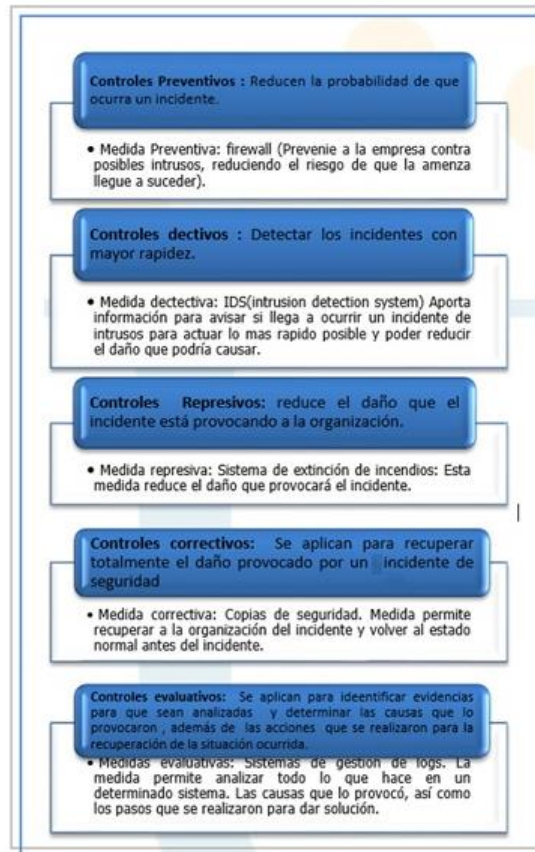 Controles Preventivos : Reducen la probabilidad de que
ocurra un incidente.
• Medida Preventiva: firewall (Prevenie a la empresa contra
posibles intrusos, reduciendo el riesgo de que la amenza
llegue a suceder).
Controles dectivos : Detectar los incidentes con
mayor rapidez.
• Medida dectectiva: IDS(intrusion detection system) Aporta
información para avisar si llega a ocurrir un incidente de
intrusos para actuar lo mas rapido posible y poder reducir
el daño que podría causar.
Controles Represivos: reduce el daño que el
incidente está provocando a la organización.
• Medida represiva: Sistema de extinción de incendios: Esta
medida reduce el daño que provocará el incidente.
Controles correctivos: Se aplican para recuperar
totalmente el daño provocado por un incidente de
seguridad
• Medida correctiva: Copias de seguridad. Medida permite
recuperar a la organización del incidente y volver al estado
normal antes del incidente.
Controles evaluativos: Se aplican para ideentificar evidencias
para que sean analizadas y determinar las causas que lo
provocaron , además de las acciones que se realizaron para la
recuperación de la situación ocurrida.
• Medidas evaluativas: Sistemas de gestión de logs. La
medida permite analizar todo lo que hace en un
determinado sistema. Las causas que lo provocó, así como
los pasos que se realizaron para dar solución.